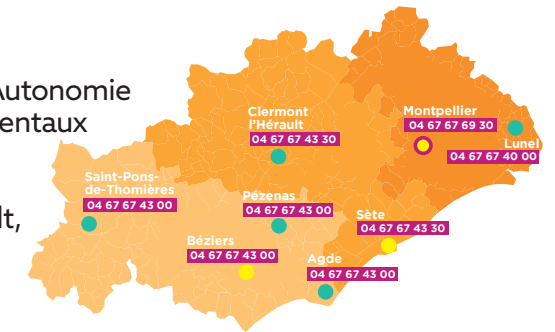 Autonomie
entaux
lt,
Clermont
l'Hérault
04 67 67 43 30
Montpellier
04 67 67 69 30
Lunel
04 67 67 40 00
Saint-Pons-
de-Thomières
04 67 67 43 00
Pézenas
04 67 67 43 00
Sète
04 67 67 43 30
Béziers
04 67 67 43 00
Agde
04 67 67 43 00